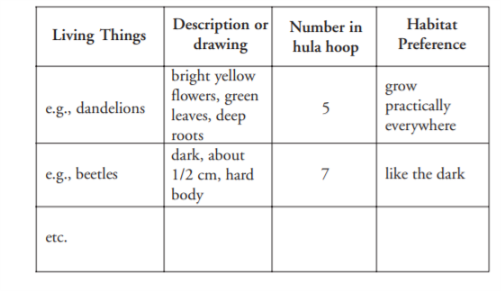 Living Things
Description or
drawing
Number in
hula hoop
Habitat
Preference
e.g., dandelions
bright yellow
flowers, green
leaves, deep
roots
5
grow
practically
everywhere
e.g., beetles
dark, about
1/2 cm, hard
body
7
like the dark
etc.